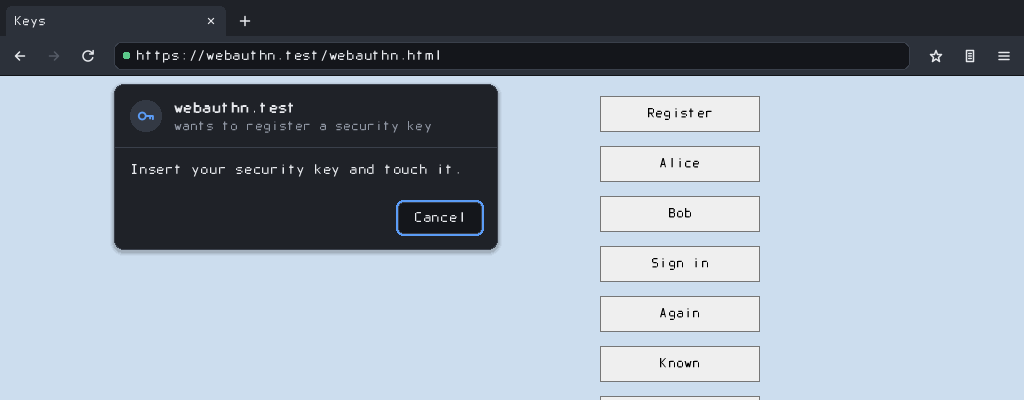 Keys
https://webauthn.test/webauthn.html
webauthn.test
wants to register a security key
Insert your security key and touch it.
Cancel
Register
Alice
Bob
Sign in
Again
Known